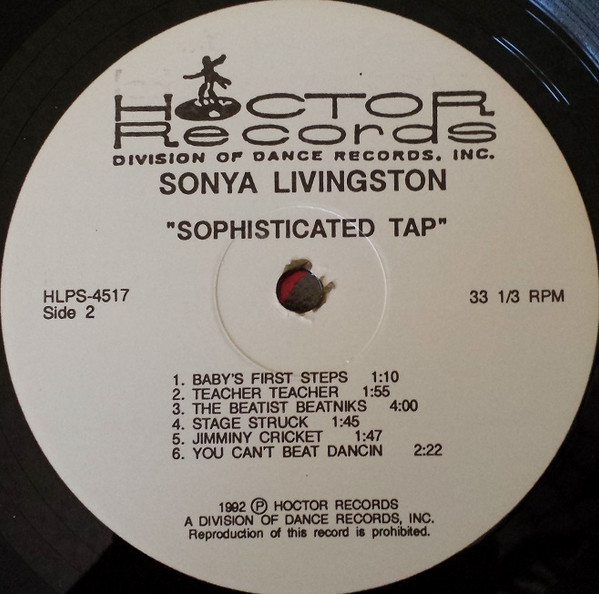 HOCTOR
Records
DIVISION OF DANCE RECORDS, INC.
SONYA LIVINGSTON
"SOPHISTICATED TAP"
HLPS-4517
Side 2
33 1/3 RPM
1. BABY'S FIRST STEPS 1:10
2. TEACHER TEACHER 1:55
3. THE BEATIST BEATNIKS 4:00
4. STAGE STRUCK 1:45
5. JIMMINY CRICKET 1:47
6. YOU CAN'T BEAT DANCIN 2:22
1992 Ⓟ HOCTOR RECORDS
A DIVISION OF DANCE RECORDS, INC.
Reproduction of this record is prohibited.